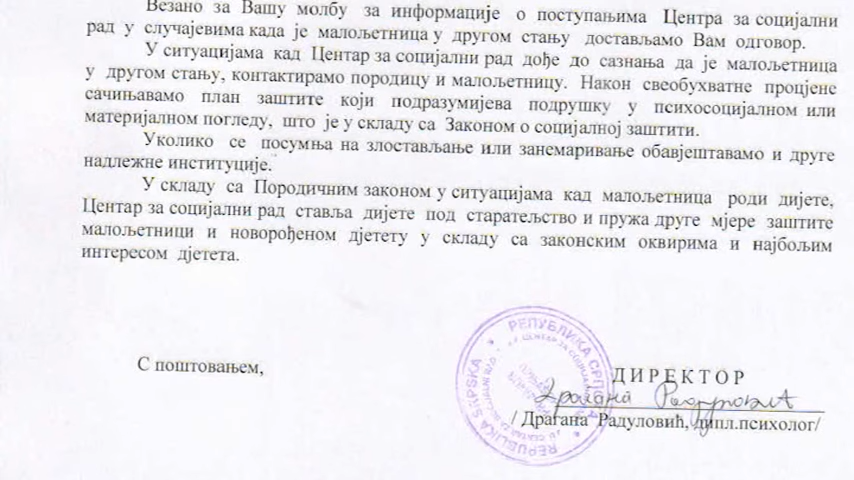 Везано за Вашу молбу за информације о поступањима Центра за социјални
рад у случајевима када је малољетница у другом стању достављамо Вам одговор.
У ситуацијама кад Центар за социјални рад дође до сазнања да је малољетница
у другом стању, контактирамо породицу и малољетницу. Након свеобухватне процјене
сачињавамо план заштите који подразумијева подрушку у психосоцијалном или
материјалном погледу, што је у складу са Законом о социјалној заштити.
Уколико се посумња на злостављање или занемаривање обавјештавамо и друге
надлежне институције.
У складу са Породичним законом у ситуацијама кад малољетница роди дијете,
Центар за социјални рад ставља дијете под старатељство и пружа друге мјере заштите
малољетници и новорођеном дјетету у складу са законским оквирима и најбољим
интересом дјетета.
С поштовањем,
РЕПУБЛИКА СРПСКА
REPUBLIKA SRPSKA
ДИРЕКТОР
Драгана Радуловић
/ Драгана Радуловић, дипл.психолог/